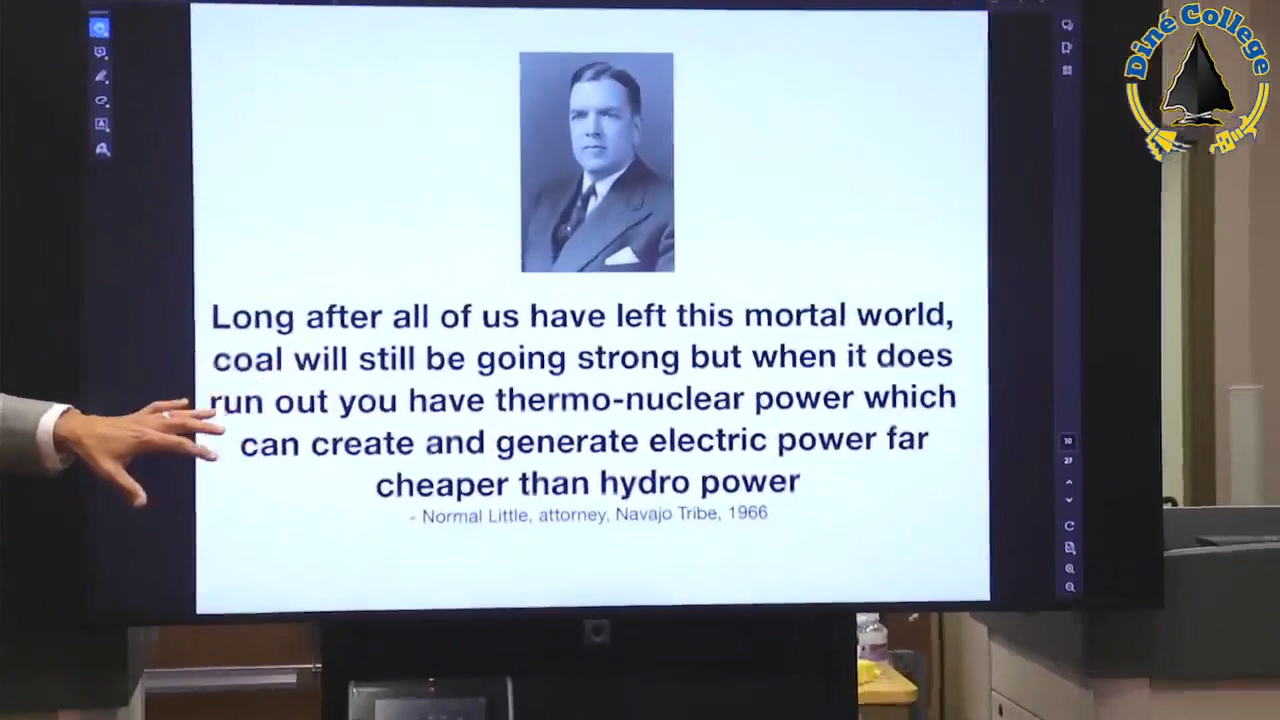 Diné College
Long after all of us have left this mortal world,
coal will still be going strong but when it does
run out you have thermo-nuclear power which
can create and generate electric power far
cheaper than hydro power
- Normal Little, attorney, Navajo Tribe, 1966
10
27